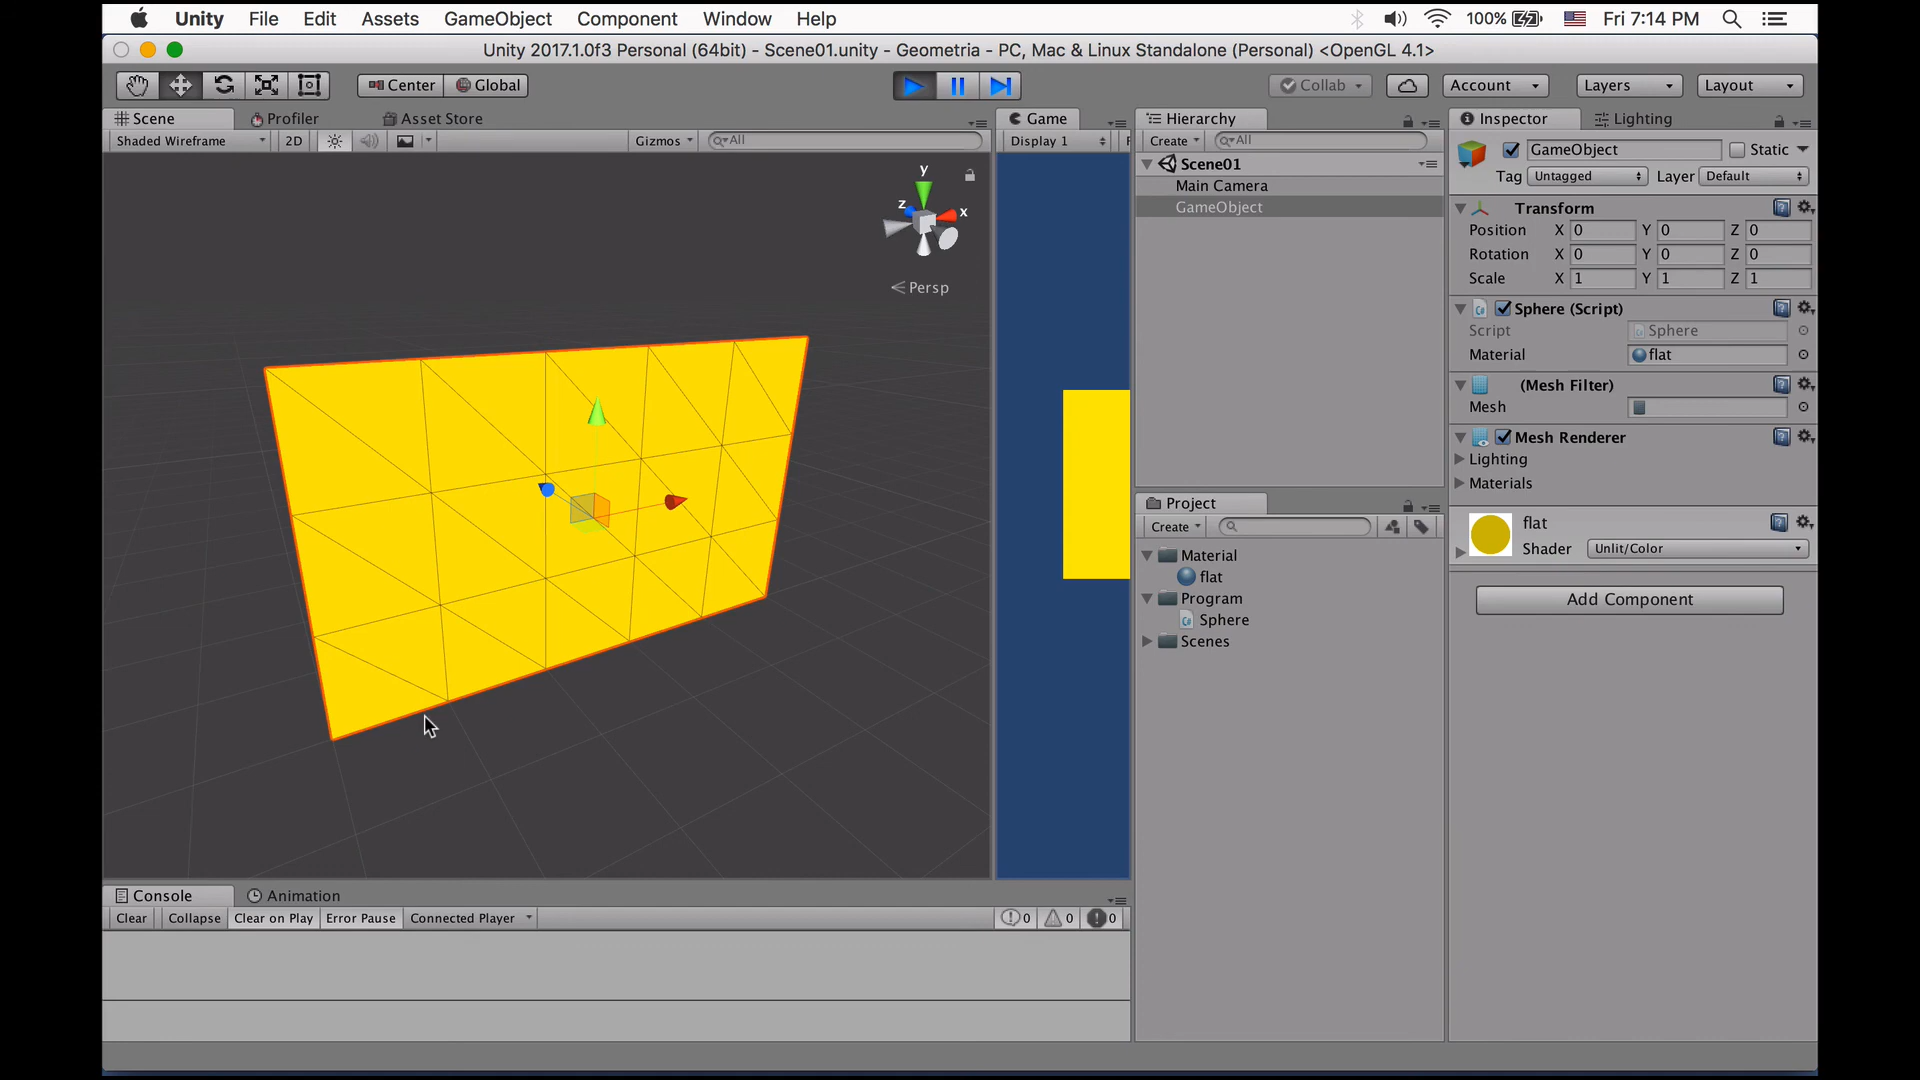 Unity File Edit Assets GameObject Component Window Help 100% Fri 7:14 PM
Unity 2017.1.0f3 Personal (64bit) - Scene01.unity - Geometria - PC, Mac & Linux Standalone (Personal) <OpenGL 4.1>
Center Global Collab Account Layers Layout
Scene Profiler Asset Store
Shaded Wireframe 2D Gizmos All
y
z x
Persp
Game
Display 1
Hierarchy
Create All
Scene01
Main Camera
GameObject
Project
Create
Material
flat
Program
Sphere
Scenes
Inspector Lighting
GameObject Static
Tag Untagged Layer Default
Transform
Position X 0 Y 0 Z 0
Rotation X 0 Y 0 Z 0
Scale X 1 Y 1 Z 1
Sphere (Script)
Script Sphere
Material flat
(Mesh Filter)
Mesh
Mesh Renderer
Lighting
Materials
flat
Shader Unlit/Color
Add Component
Console Animation
Clear Collapse Clear on Play Error Pause Connected Player 0 0 0